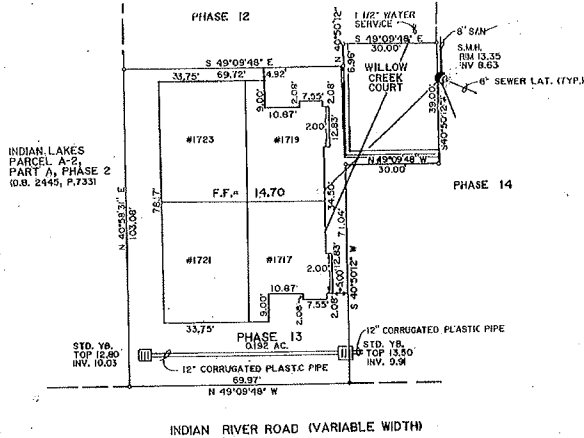 PHASE 12
1 1/2" WATER
SERVICE
N 40°50'12"
S 49°09'48" E
30.00'
8" S/N
S.M.H.
RIM 13.35
INV 8.63
6" SEWER LAT. (TYP.)
S 49°09'48" E
69.72'
4.92'
33.75'
6.96'
WILLOW
CREEK
COURT
39.00'
S40°50'12"
9.00'
10.87'
2.08'
7.55'
2.08'
2.00'
12.83'
#1723
#1719
N 49°09'48" W
30.00'
INDIAN LAKES
PARCEL A-2,
PART A, PHASE 2
(D.B. 2445, P.733)
N 40°58'31" E
103.08'
78.17'
F.F.= 14.70
34.50'
71.04'
S 40°50'12" W
PHASE 14
#1721
#1717
2.00'
12.83'
5.00'
10.87'
9.00'
2.08'
7.55'
2.08'
33.75'
PHASE 13
0.192 AC.
12" CORRUGATED PLASTIC PIPE
STD. YB.
TOP 12.80'
INV. 10.03
STD. YB.
TOP 13.50'
INV. 9.91
12" CORRUGATED PLASTIC PIPE
69.97'
N 49°09'48" W
INDIAN RIVER ROAD (VARIABLE WIDTH)